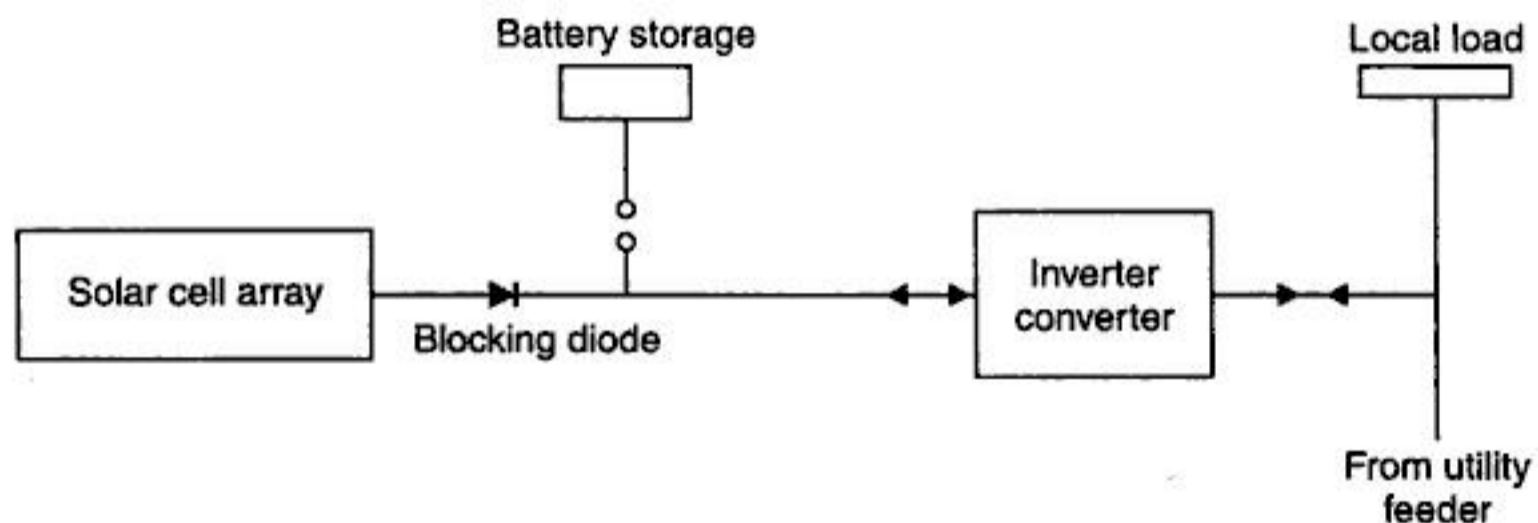 Battery storage
Local load
Solar cell array
Blocking diode
Inverter
converter
From utility
feeder